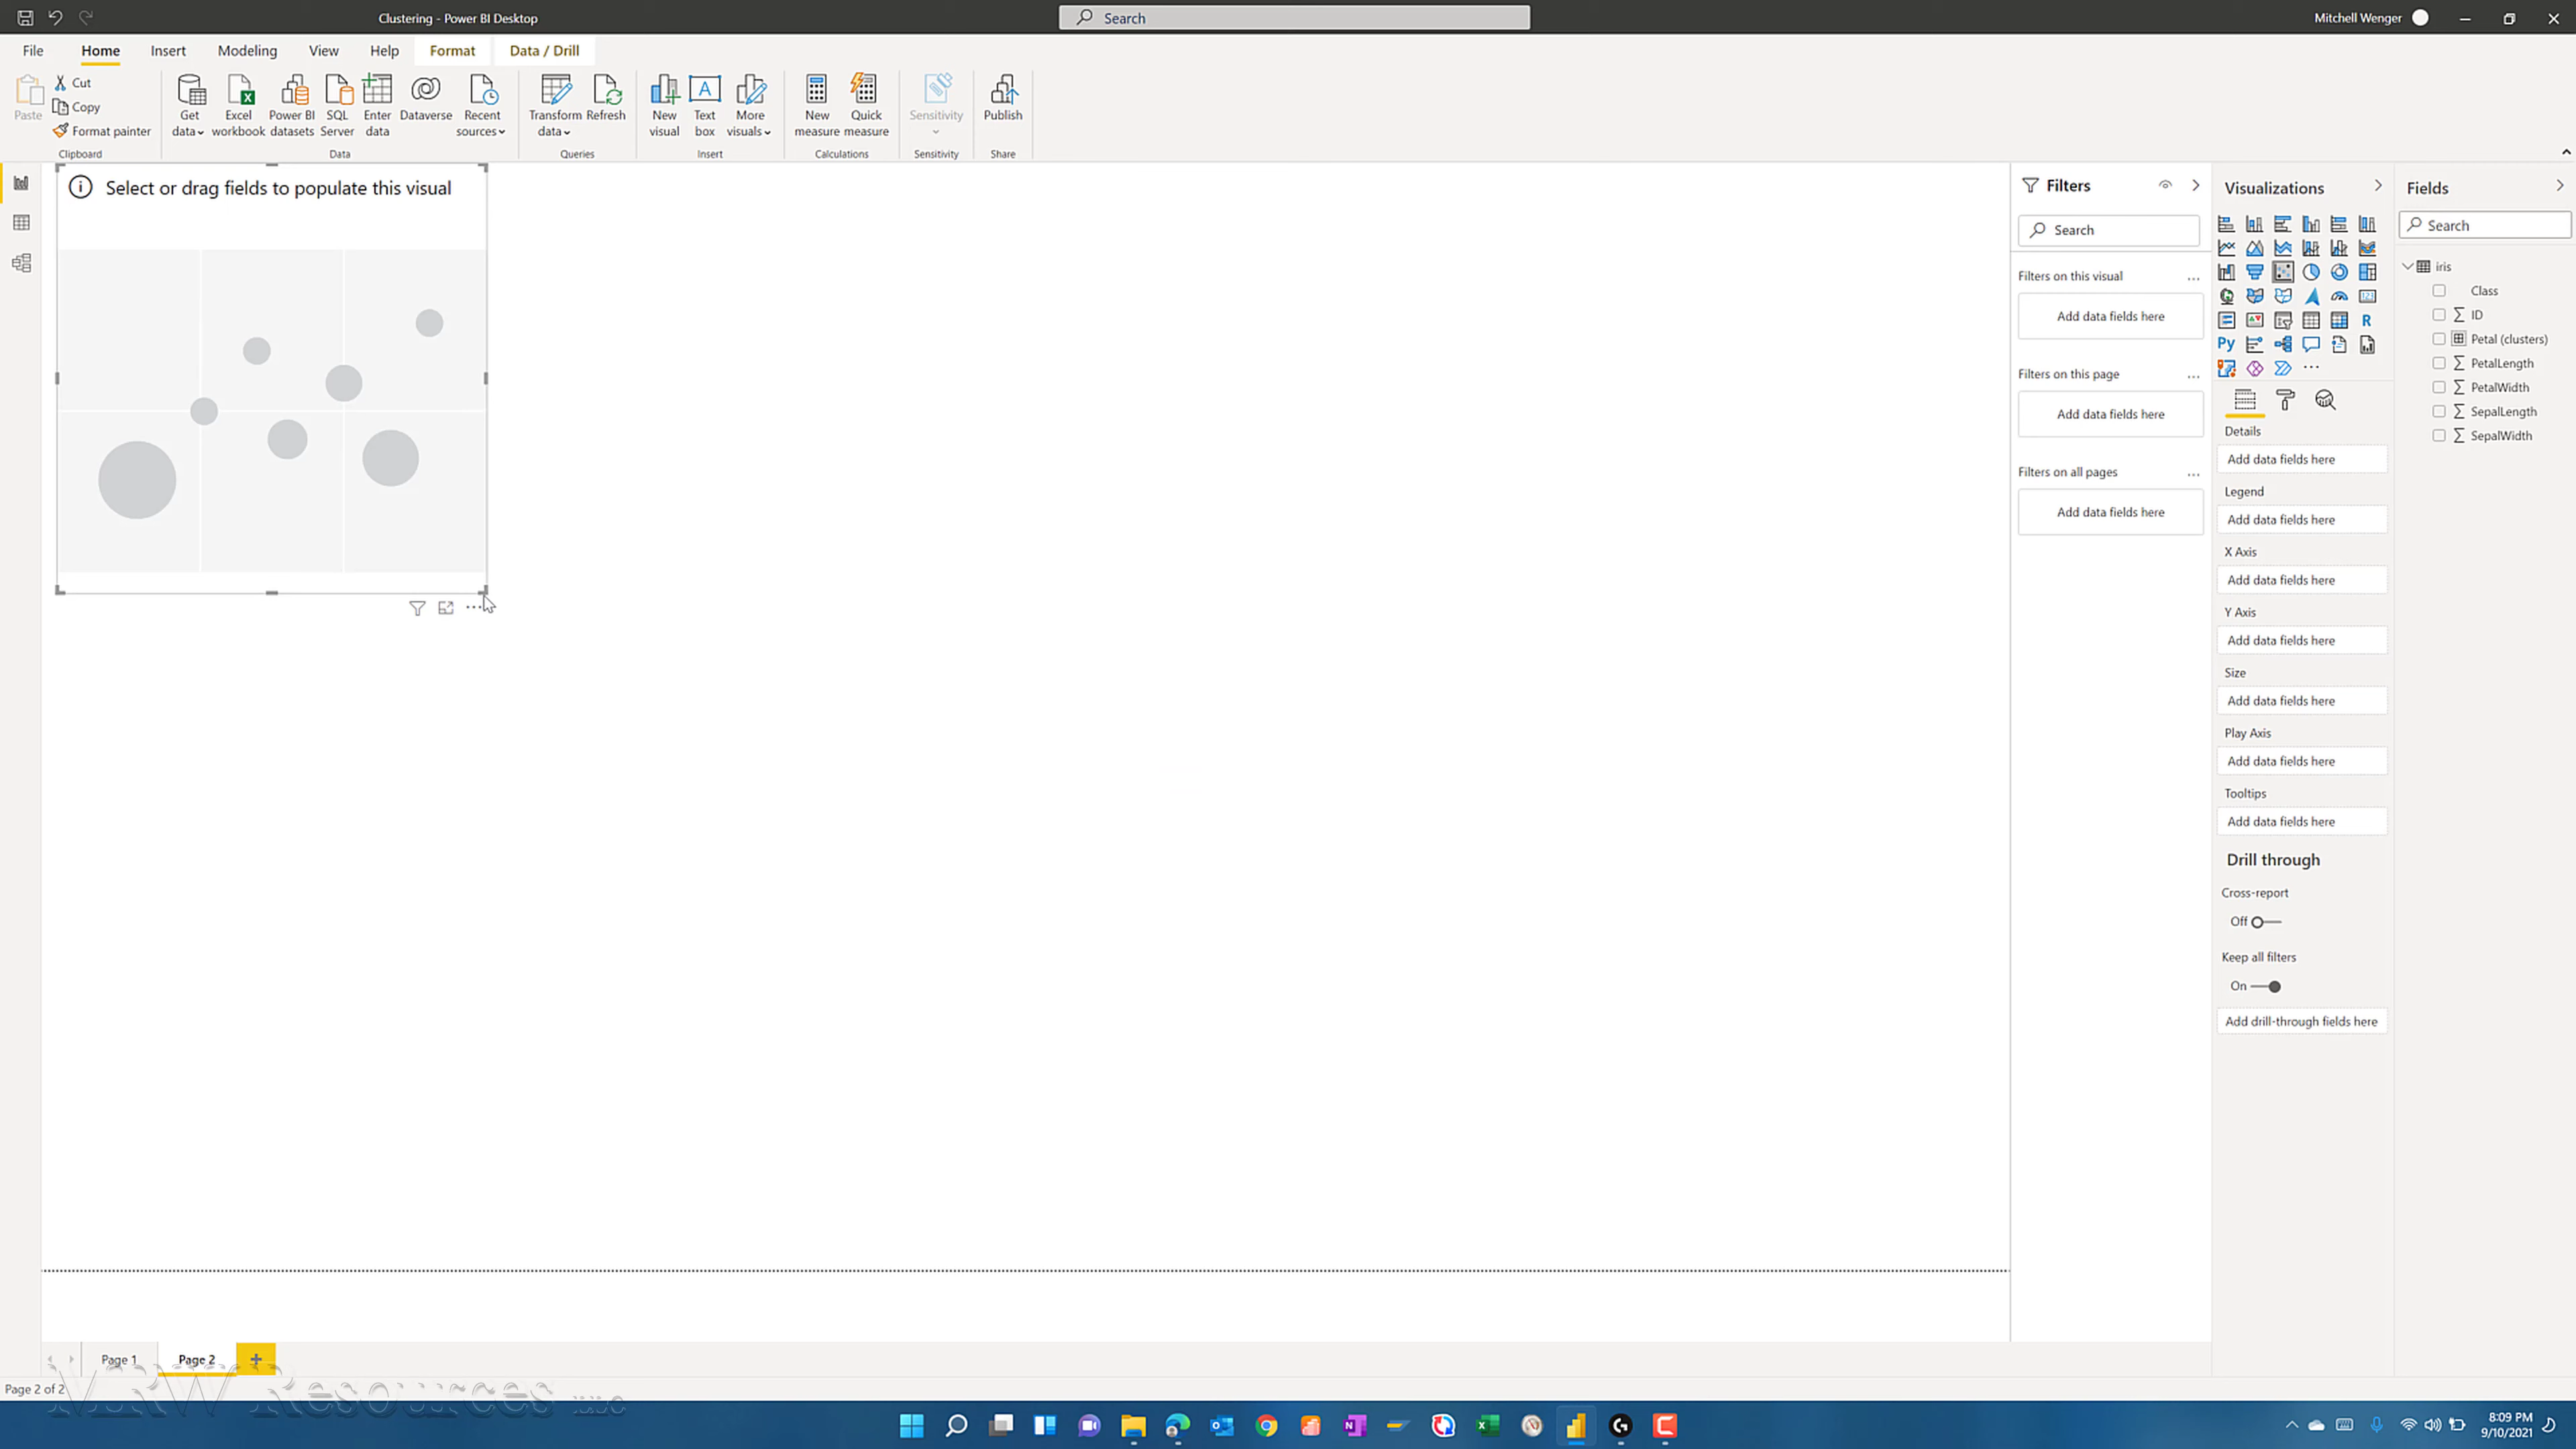 Clustering - Power BI Desktop
Search
Mitchell Wenger
File Home Insert Modeling View Help Format Data / Drill
Paste
Cut
Copy
Format painter
Clipboard
Get data
Excel workbook
Power BI datasets
SQL Server
Enter data
Dataverse
Recent sources
Data
Transform data
Refresh
Queries
New visual
Text box
More visuals
Insert
New measure
Quick measure
Calculations
Sensitivity
Sensitivity
Publish
Share
Select or drag fields to populate this visual
Filters
Search
Filters on this visual
Add data fields here
Filters on this page
Add data fields here
Filters on all pages
Add data fields here
Visualizations
R
Py
Details
Add data fields here
Legend
Add data fields here
X Axis
Add data fields here
Y Axis
Add data fields here
Size
Add data fields here
Play Axis
Add data fields here
Tooltips
Add data fields here
Drill through
Cross-report
Off
Keep all filters
On
Add drill-through fields here
Fields
Search
iris
Class
ID
Petal (clusters)
PetalLength
PetalWidth
SepalLength
SepalWidth
Page 1 Page 2
Page 2 of 2
MRW Resources
8:09 PM
9/10/2021